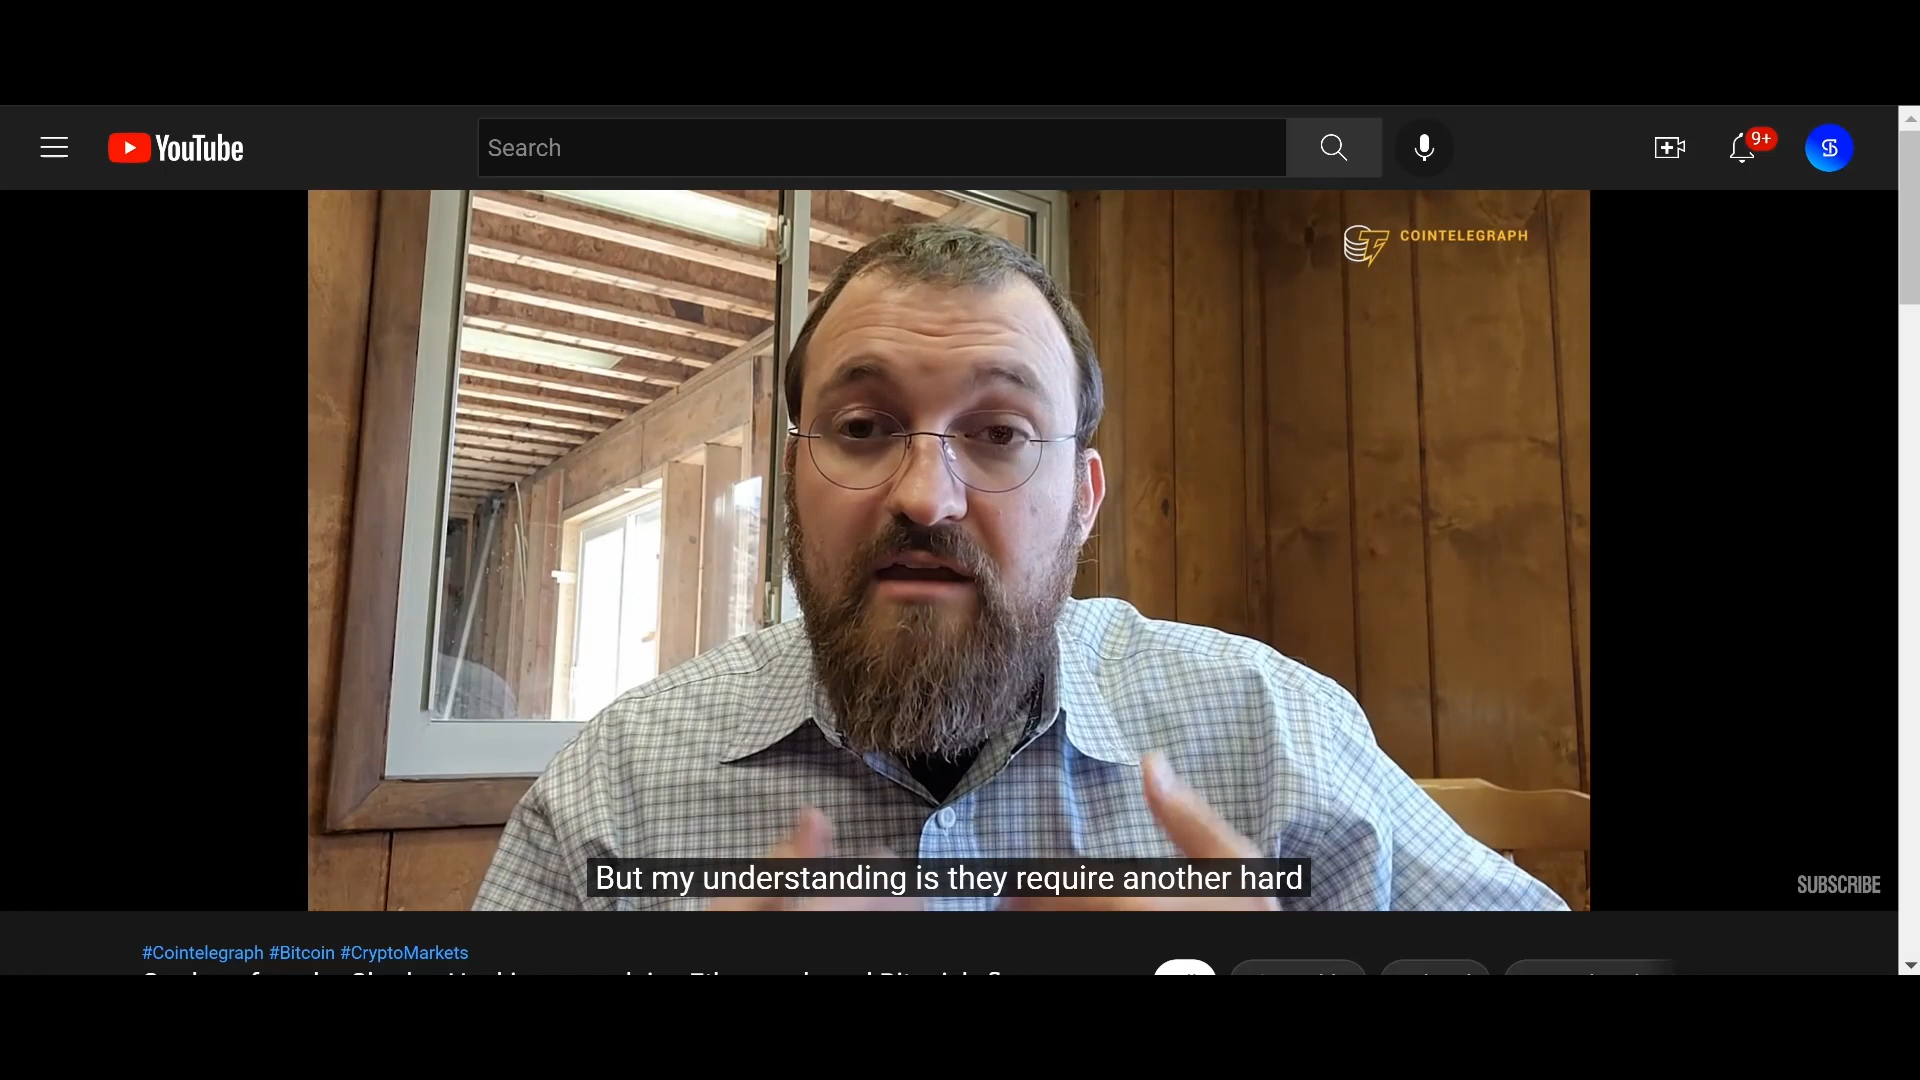 YouTube
Search
9+
COINTELEGRAPH
But my understanding is they require another hard
SUBSCRIBE
#Cointelegraph #Bitcoin #CryptoMarkets